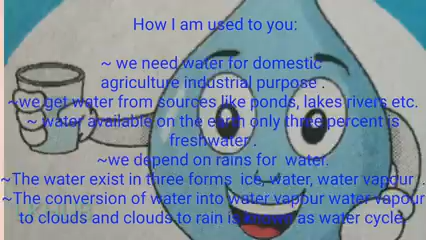 How I am used to you:
~ we need water for domestic
agriculture industrial purpose .
~we get water from sources like ponds, lakes rivers etc.
~ water available on the earth only three percent is
freshwater .
~we depend on rains for water.
~The water exist in three forms ice, water, water vapour .
~The conversion of water into water vapour water vapour
to clouds and clouds to rain is known as water cycle.